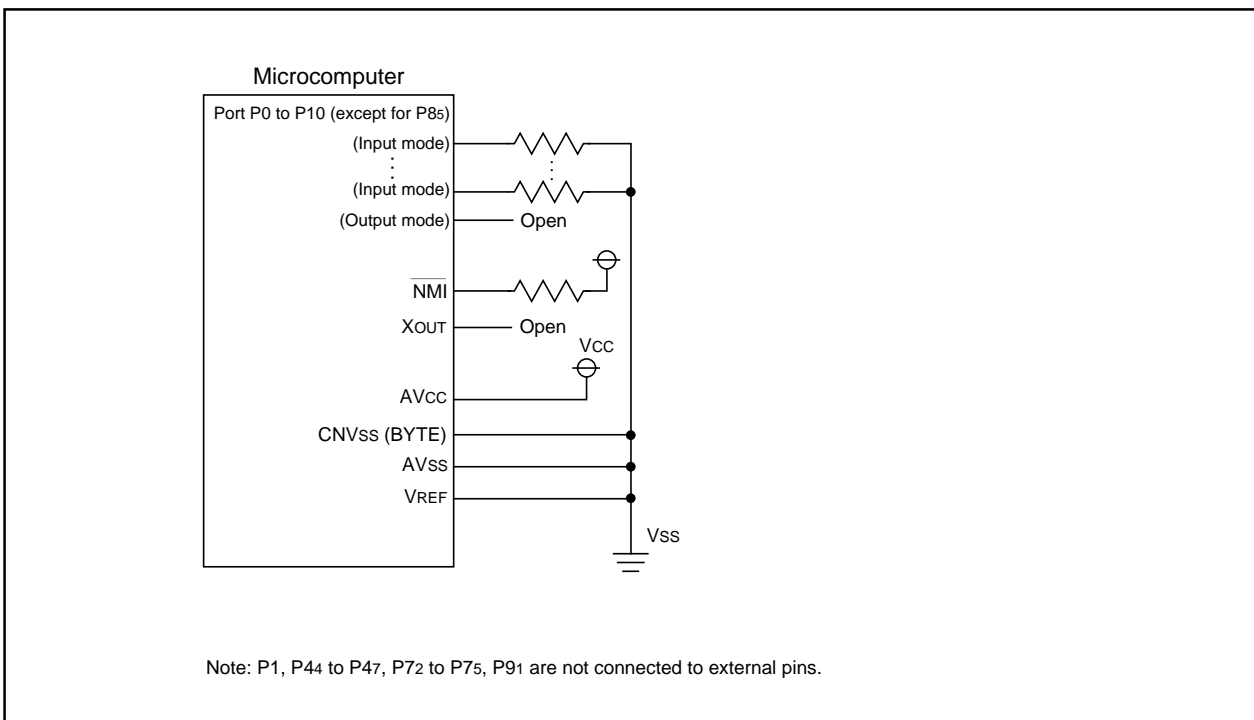 Microcomputer
Port P0 to P10 (except for P85)
(Input mode)
(Input mode)
(Output mode)
Open
NMI
XOUT
Open
VCC
AVCC
CNVSS (BYTE)
AVSS
VREF
VSS
Note: P1, P44 to P47, P72 to P75, P91 are not connected to external pins.